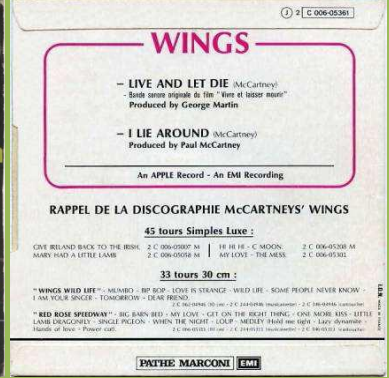 J 2 C 006-05361
WINGS
– LIVE AND LET DIE (McCartney)
- Bande sonore originale du film "Vivre et laisser mourir"
Produced by George Martin
– I LIE AROUND (McCartney)
Produced by Paul McCartney
An APPLE Record - An EMI Recording
RAPPEL DE LA DISCOGRAPHIE McCARTNEYS' WINGS
45 tours Simples Luxe :
GIVE IRELAND BACK TO THE IRISH. 2 C 006-05007 M | HI HI HI - C MOON. 2 C 006-05208 M
MARY HAD A LITTLE LAMB 2 C 006-05058 M | MY LOVE - THE MESS. 2 C 006-05301.
33 tours 30 cm :
"WINGS WILD LIFE" - MUMBO - BIP BOP - LOVE IS STRANGE - WILD LIFE - SOME PEOPLE NEVER KNOW -
I AM YOUR SINGER - TOMORROW - DEAR FRIEND.
"RED ROSE SPEEDWAY" - BIG BARN BED - MY LOVE - GET ON THE RIGHT THING - ONE MORE KISS - LITTLE
LAMB DRAGONFLY - SINGLE PIGEON - WHEN THE NIGHT - LOUP - MEDLEY (Hold me tight - Lazy dynamite -
Hands of love - Power cut).
PATHE MARCONI EMI